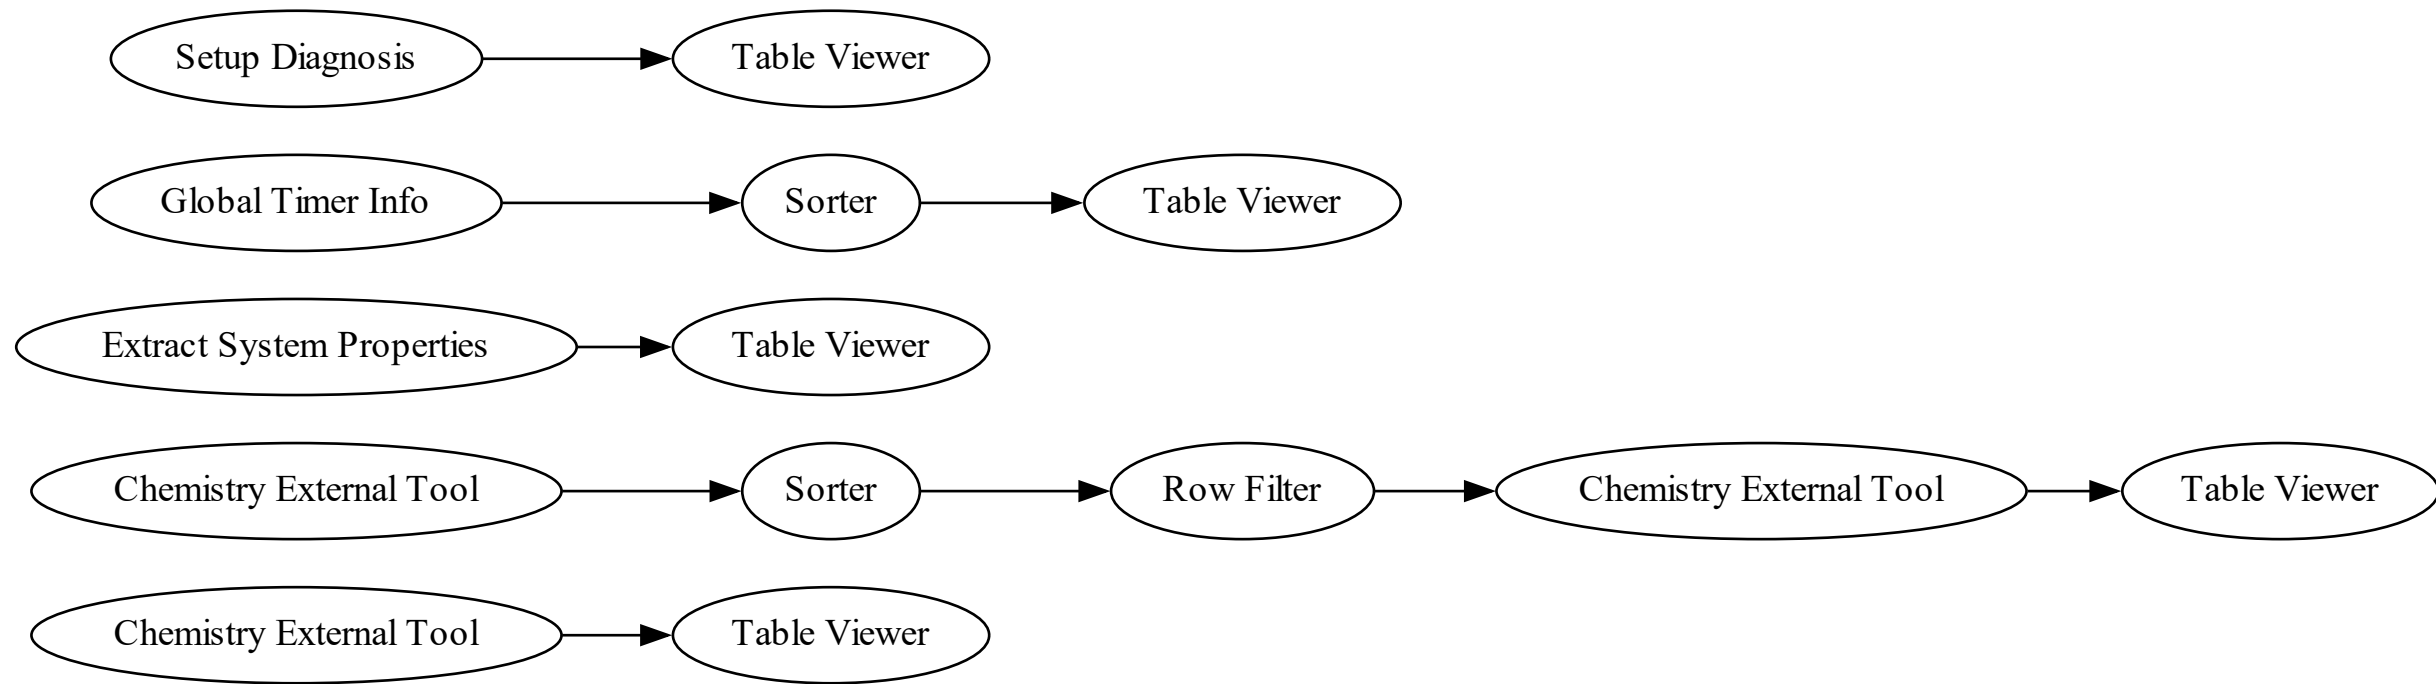 Setup Diagnosis
Table Viewer
Global Timer Info
Sorter
Table Viewer
Extract System Properties
Table Viewer
Chemistry External Tool
Sorter
Row Filter
Chemistry External Tool
Table Viewer
Chemistry External Tool
Table Viewer